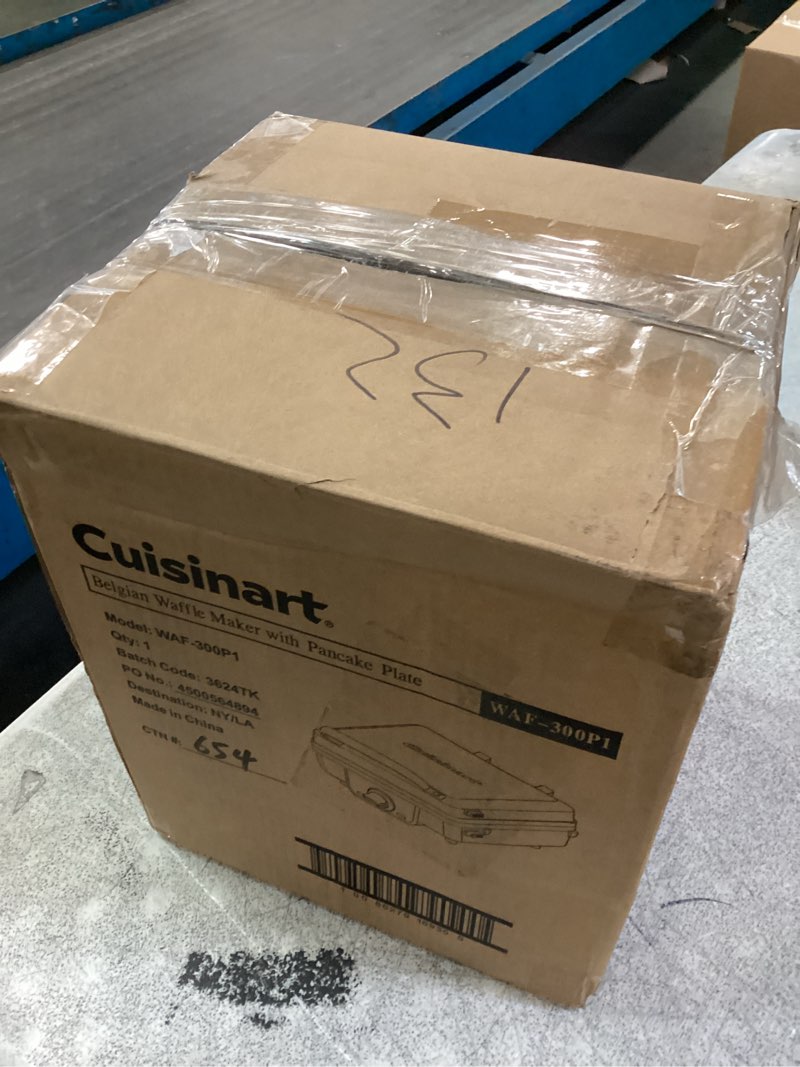 132
Cuisinart®
Belgian Waffle Maker with Pancake Plate
WAF-300P1
Model: WAF-300P1
Qty: 1
Batch Code: 3624TK
PO No.: 4500564894
Destination: NY/LA
Made in China
CTN #: 654
Cuisinart